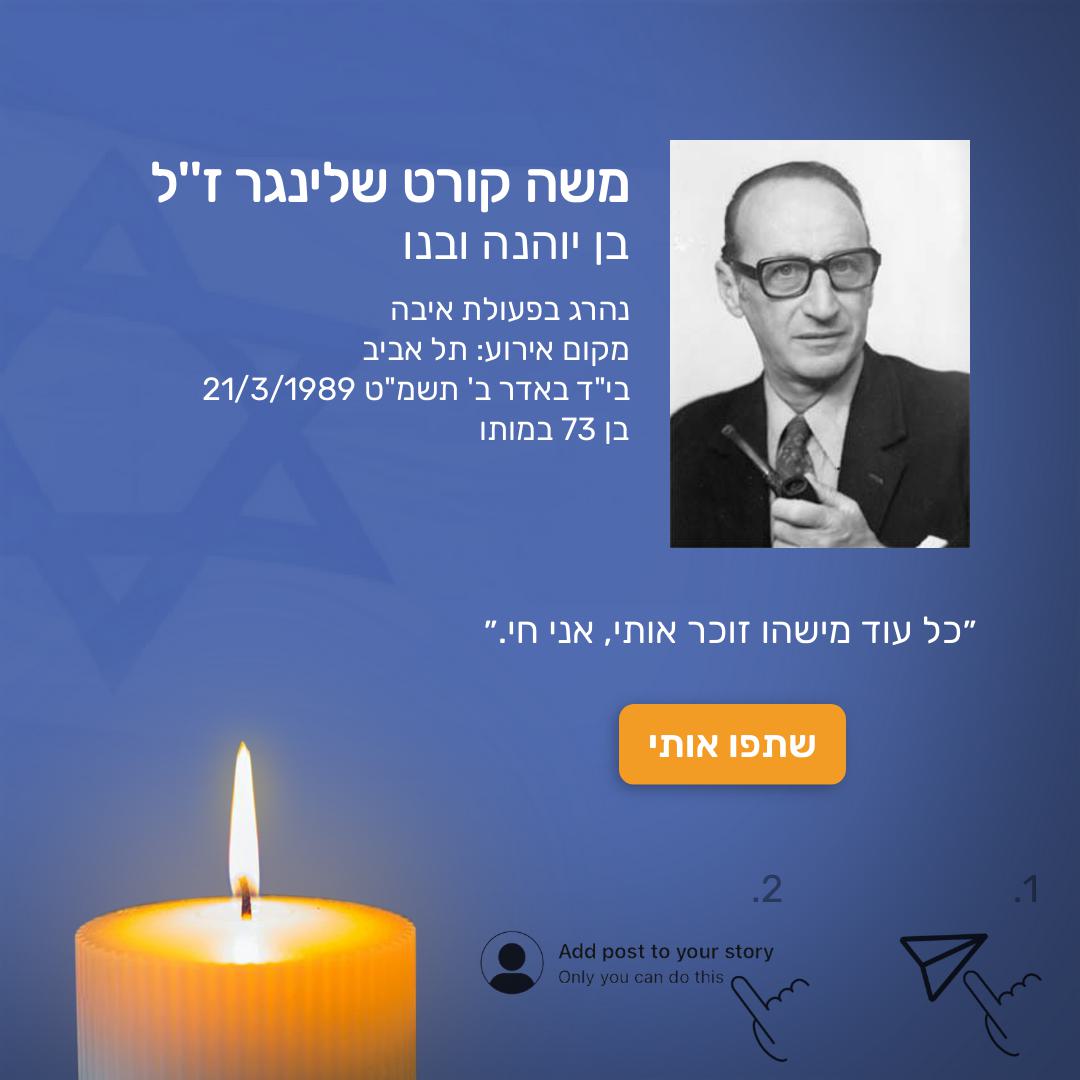 משה קורט שלינגר ז"ל
בן יוהנה ובנו
נהרג בפעולת איבה
מקום אירוע: תל אביב
בי"ד באדר ב' תשמ"ט 21/3/1989
בן 73 במותו
״כל עוד מישהו זוכר אותי, אני חי.״
שתפו אותי
1.
2.
Add post to your story
Only you can do this